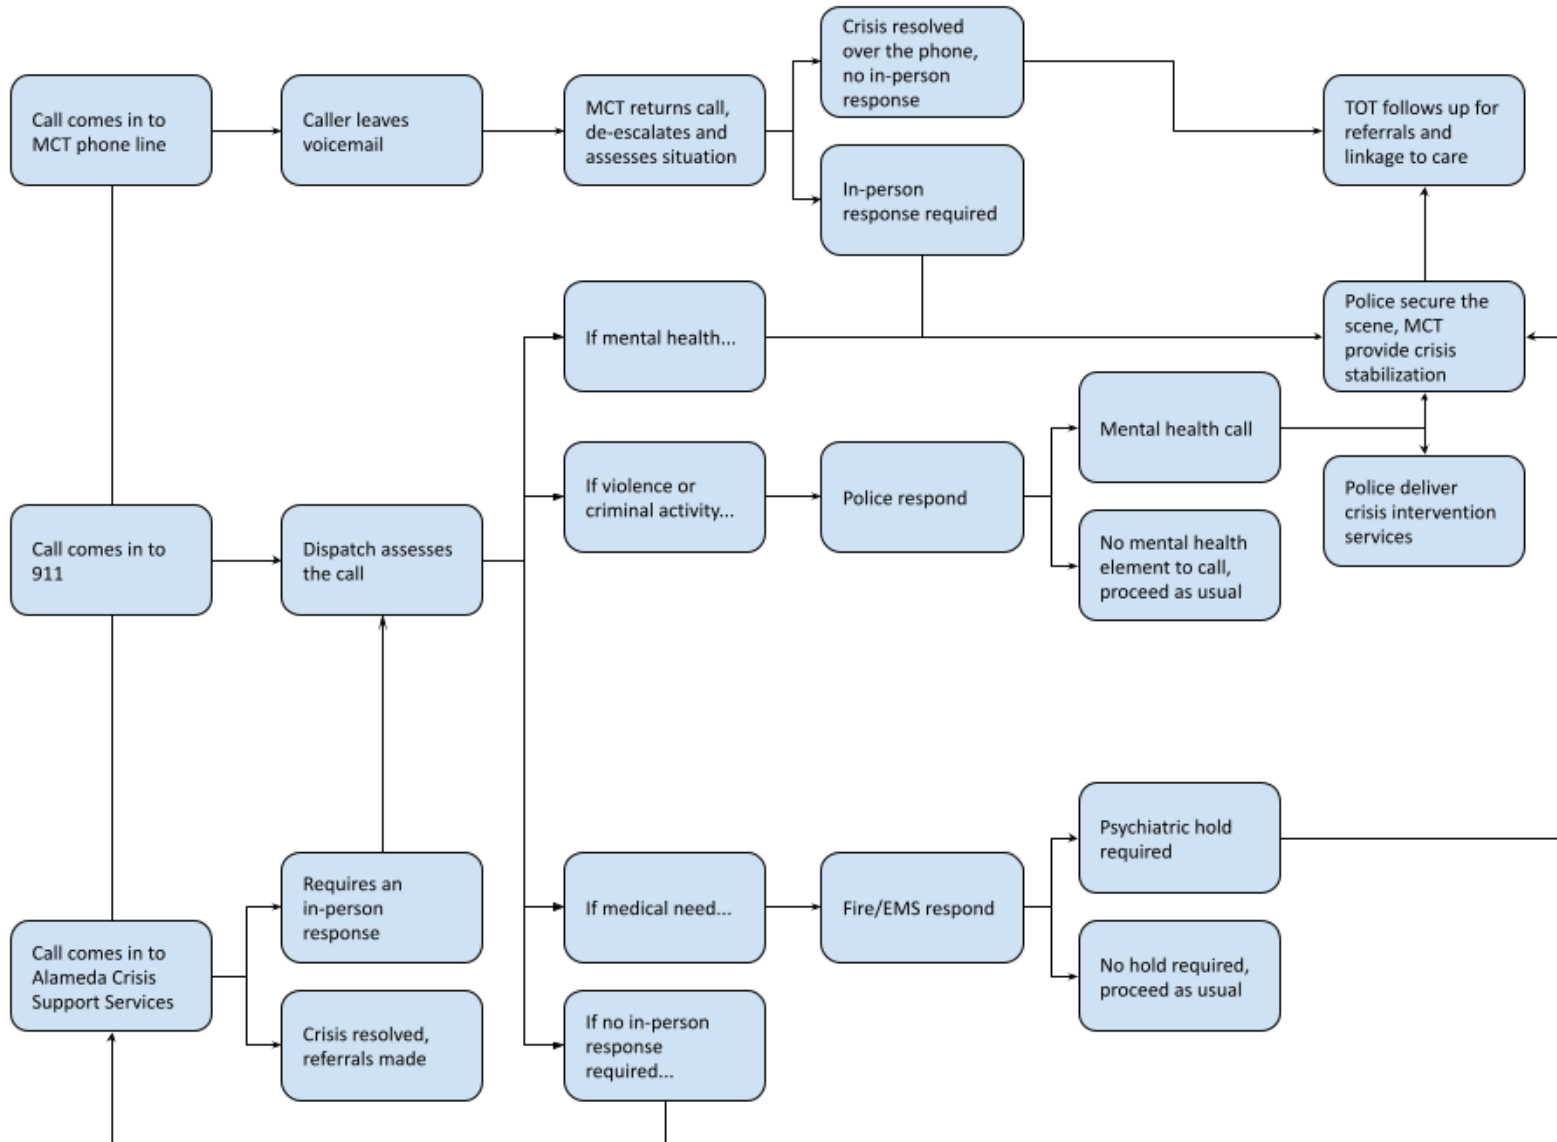 Call comes in to
MCT phone line
Caller leaves
voicemail
MCT returns call,
de-escalates and
assesses situation
Crisis resolved
over the phone,
no in-person
response
In-person
response required
TOT follows up for
referrals and
linkage to care
If mental health...
Police secure the
scene, MCT
provide crisis
stabilization
Call comes in to
911
Dispatch assesses
the call
If violence or
criminal activity...
Police respond
Mental health call
No mental health
element to call,
proceed as usual
Police deliver
crisis intervention
services
Call comes in to
Alameda Crisis
Support Services
Requires an
in-person
response
Crisis resolved,
referrals made
If medical need...
Fire/EMS respond
Psychiatric hold
required
No hold required,
proceed as usual
If no in-person
response
required...